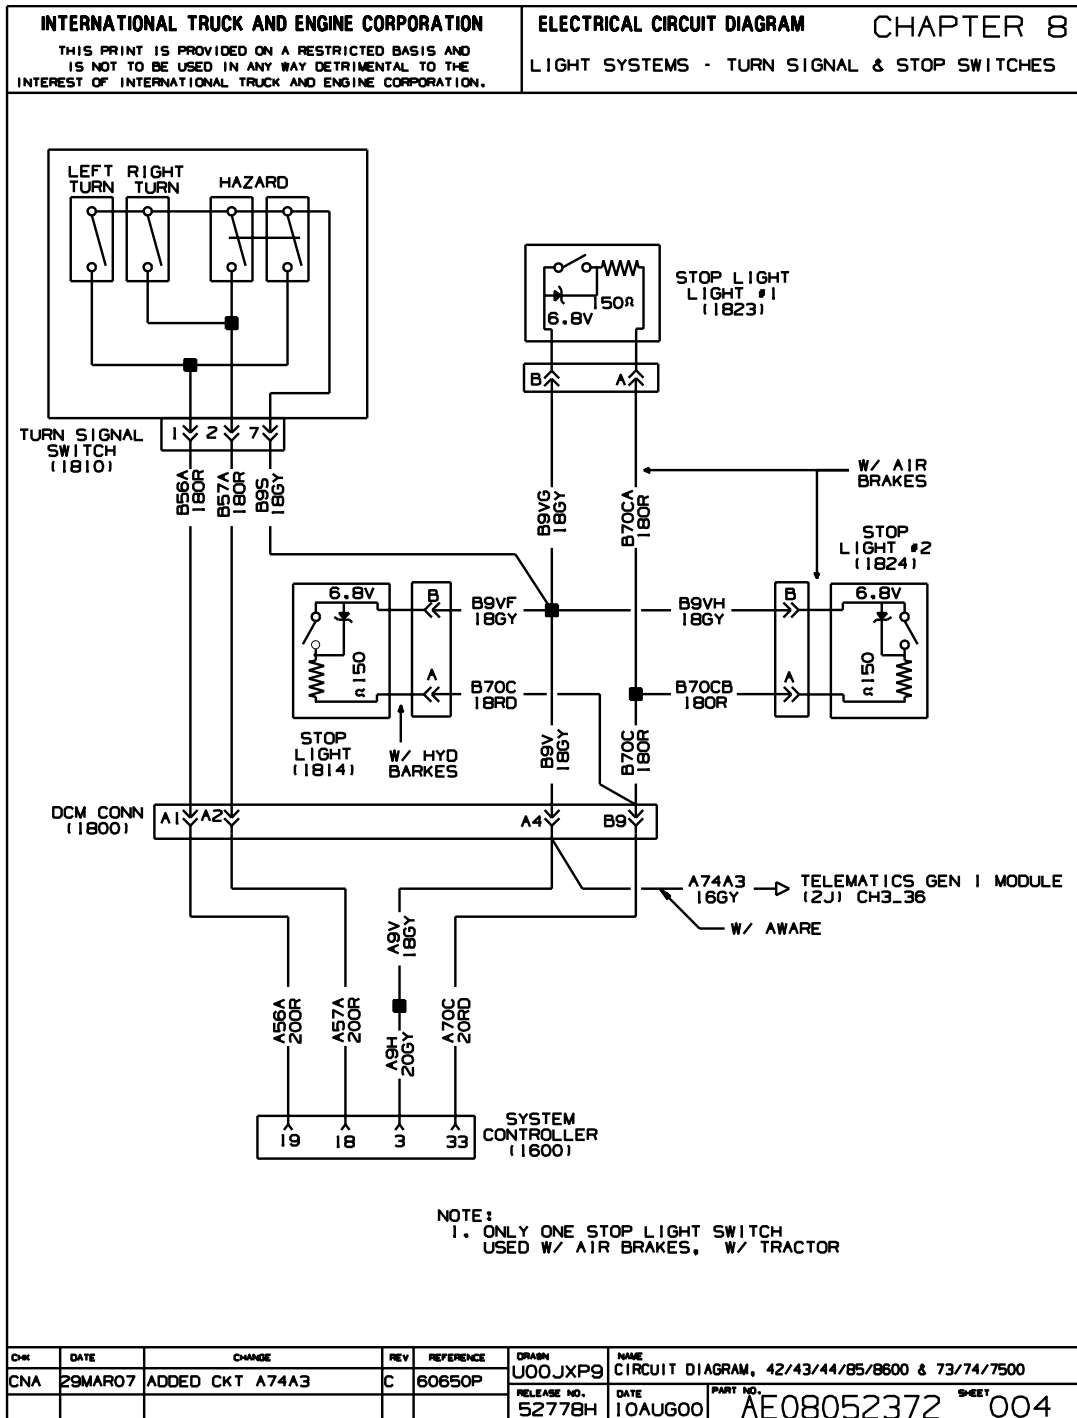 INTERNATIONAL TRUCK AND ENGINE CORPORATION
THIS PRINT IS PROVIDED ON A RESTRICTED BASIS AND
IS NOT TO BE USED IN ANY WAY DETRIMENTAL TO THE
INTEREST OF INTERNATIONAL TRUCK AND ENGINE CORPORATION.
ELECTRICAL CIRCUIT DIAGRAM
CHAPTER 8
LIGHT SYSTEMS - TURN SIGNAL & STOP SWITCHES
LEFT TURN
RIGHT TURN
HAZARD
TURN SIGNAL
SWITCH
(1810)
1
2
7
B56A
18OR
B57A
18OR
B9S
18GY
150Ω
6.8V
STOP LIGHT
LIGHT #1
(1823)
B
A
B9VG
18GY
B70CA
18OR
W/ AIR
BRAKES
STOP
LIGHT #2
(1824)
6.8V
B
B9VF
18GY
B9VH
18GY
B
6.8V
Ω150
A
B70C
18RD
B70CB
18OR
A
Ω150
STOP
LIGHT
(1814)
W/ HYD
BARKES
B9V
18GY
B70C
18OR
DCM CONN
(1800)
A1
A2
A4
B9
A74A3
16GY
TELEMATICS GEN 1 MODULE
(2J) CH3_36
W/ AWARE
A9V
18GY
A56A
20OR
A57A
20OR
A9H
20GY
A70C
20RD
19
18
3
33
SYSTEM
CONTROLLER
(1600)
NOTE:
1. ONLY ONE STOP LIGHT SWITCH
USED W/ AIR BRAKES, W/ TRACTOR
CHK
DATE
CHANGE
REV
REFERENCE
CNA
29MAR07
ADDED CKT A74A3
C
60650P
DRAWN
U00JXP9
NAME
CIRCUIT DIAGRAM, 42/43/44/85/8600 & 73/74/7500
RELEASE NO.
52778H
DATE
10AUG00
PART NO.
AE08052372
SHEET
004